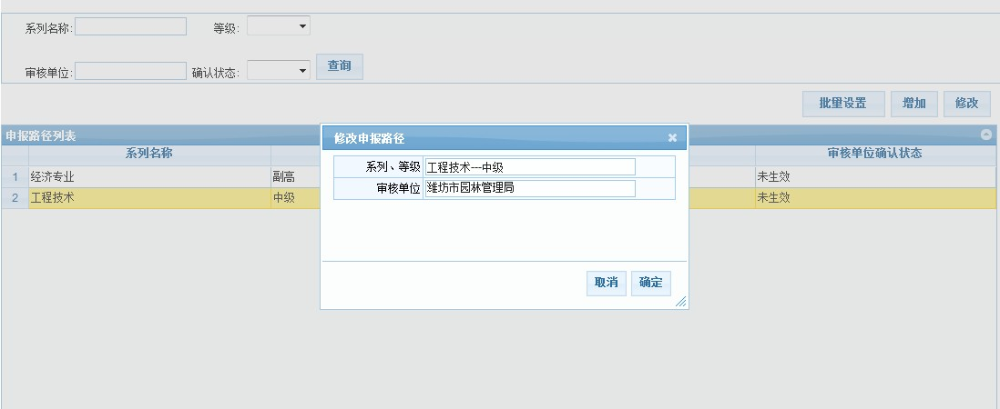 系列名称: 等级:
审核单位: 确认状态: 查询
批量设置 增加 修改
申报路径列表
系列名称 审核单位确认状态
1 经济专业 副高 未生效
2 工程技术 中级 未生效
修改申报路径
系列、等级 工程技术---中级
审核单位 潍坊市园林管理局
取消 确定